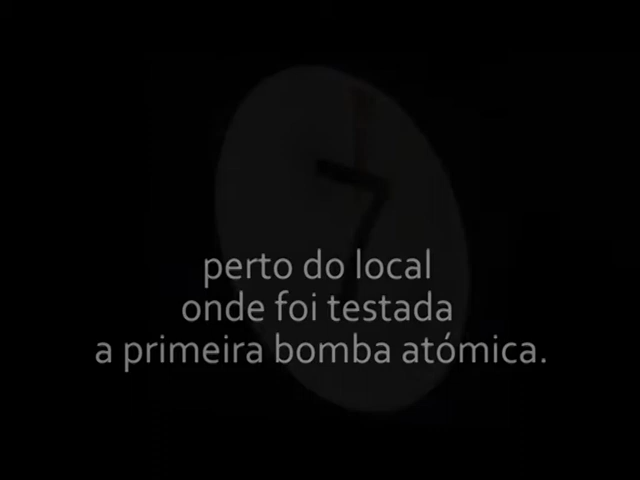 perto do local
onde foi testada
a primeira bomba atómica.